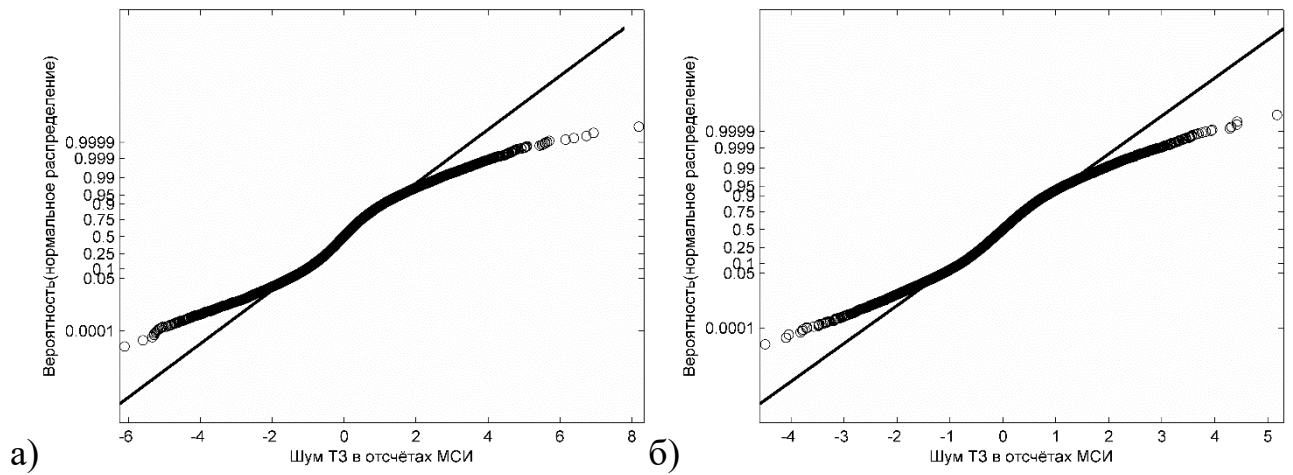 0.9999
0.999
0.99
0.95
0.9
0.75
0.5
0.25
0.1
0.05
0.0001
Вероятность(нормальное распределение)
-6 -4 -2 0 2 4 6 8
Шум ТЗ в отсчётах МСИ
а)
0.9999
0.999
0.99
0.95
0.9
0.75
0.5
0.25
0.1
0.05
0.0001
Вероятность(нормальное распределение)
-4 -3 -2 -1 0 1 2 3 4 5
Шум ТЗ в отсчётах МСИ
б)